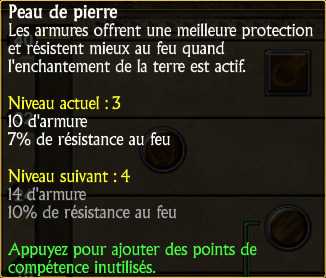 Peau de pierre
Les armures offrent une meilleure protection
et résistent mieux au feu quand
l'enchantement de la terre est actif.
Niveau actuel : 3
10 d'armure
7% de résistance au feu
Niveau suivant : 4
14 d'armure
10% de résistance au feu
Appuyez pour ajouter des points de
compétence inutilisés.